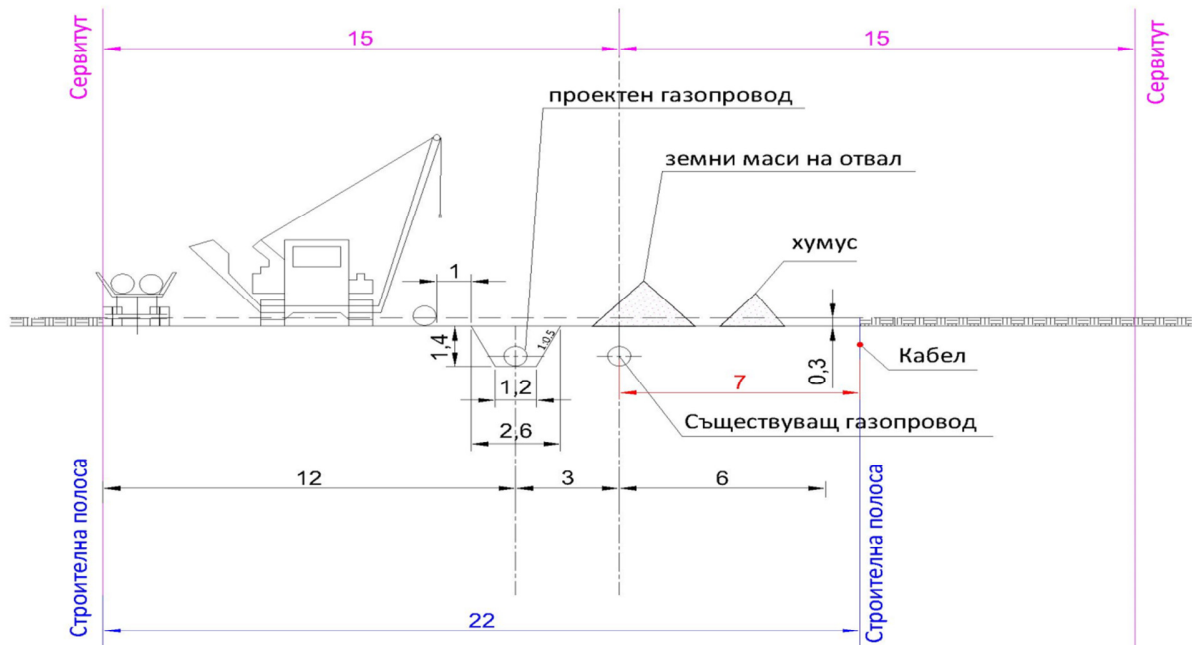 15
15
Сервитут
Сервитут
проектен газопровод
земни маси на отвал
хумус
1
1,4
1:0,5
1,2
2,6
0,3
Кабел
7
Съществуващ газопровод
12
3
6
Строителна полоса
Строителна полоса
22